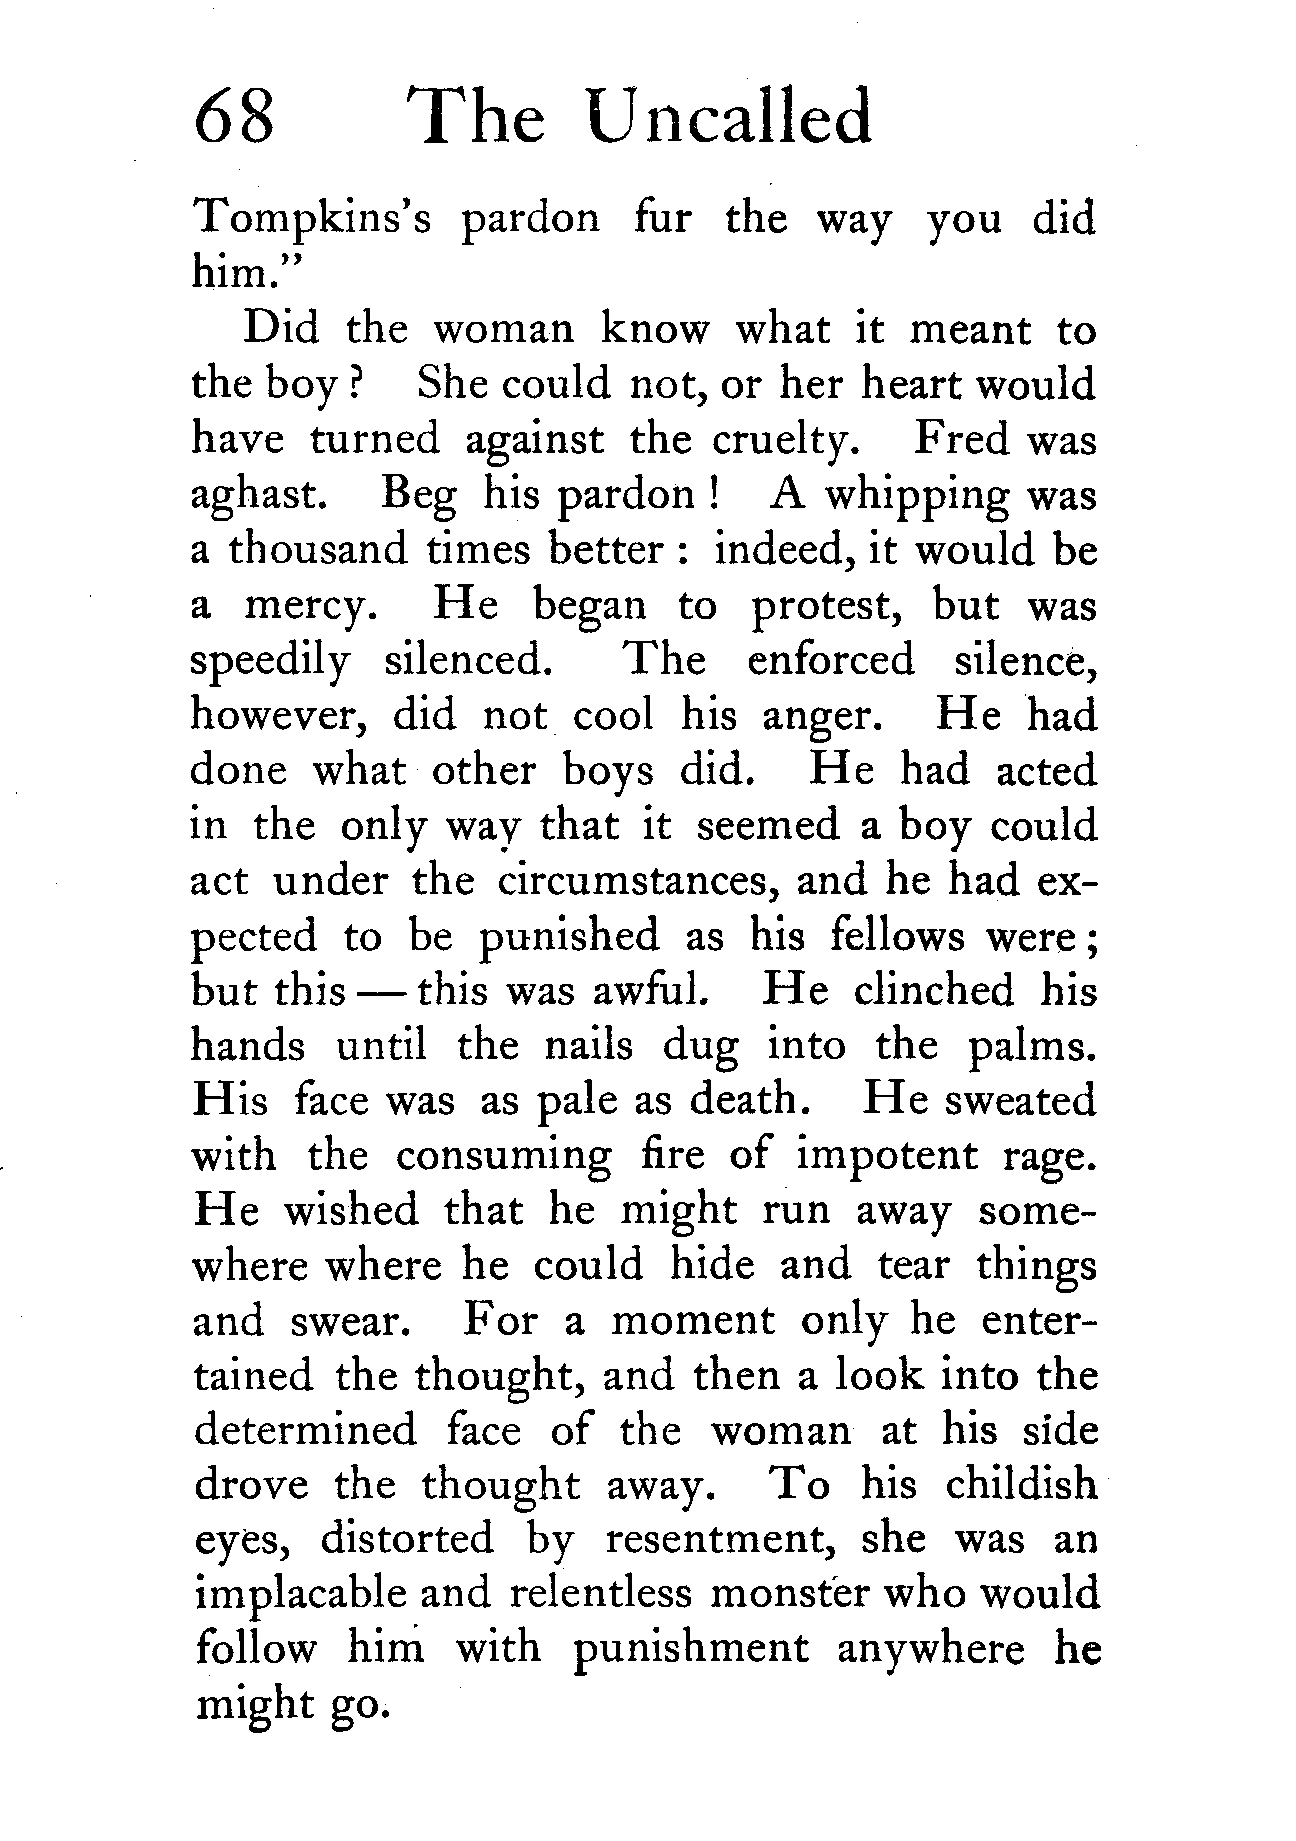 68 The Uncalled
Tompkins's pardon fur the way you did
him."
Did the woman know what it meant to
the boy? She could not, or her heart would
have turned against the cruelty. Fred was
aghast. Beg his pardon! A whipping was
a thousand times better: indeed, it would be
a mercy. He began to protest, but was
speedily silenced. The enforced silence,
however, did not cool his anger. He had
done what other boys did. He had acted
in the only way that it seemed a boy could
act under the circumstances, and he had ex-
pected to be punished as his fellows were;
but this — this was awful. He clinched his
hands until the nails dug into the palms.
His face was as pale as death. He sweated
with the consuming fire of impotent rage.
He wished that he might run away some-
where where he could hide and tear things
and swear. For a moment only he enter-
tained the thought, and then a look into the
determined face of the woman at his side
drove the thought away. To his childish
eyes, distorted by resentment, she was an
implacable and relentless monster who would
follow him with punishment anywhere he
might go.